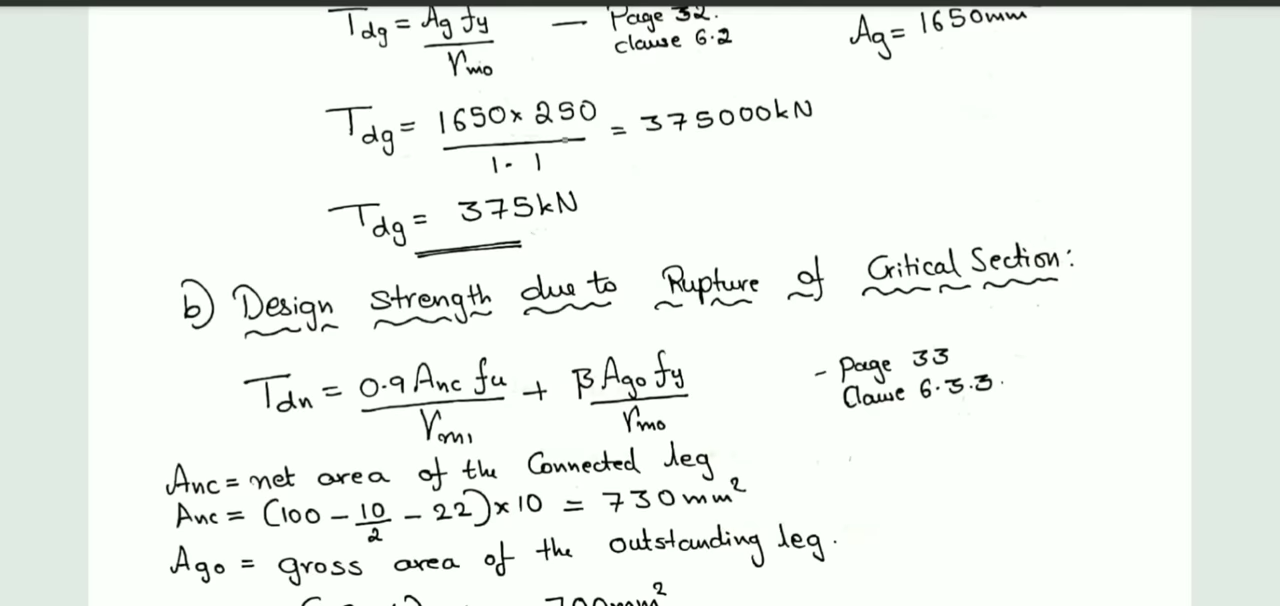 Tdg = Ag fy / γmo — Page 32.
clause 6.2
Ag = 1650mm
Tdg = 1650 × 250 / 1.1 = 375000kN
Tdg = 375kN
b) Design Strength due to Rupture of Critical Section:
Tdn = 0.9 Anc fu / γm1 + β Ago fy / γmo
- Page 33
Clause 6.3.3.
Anc = net area of the Connected leg
Anc = (100 - 10/2 - 22) × 10 = 730mm²
Ago = gross area of the outstanding leg.
700mm²